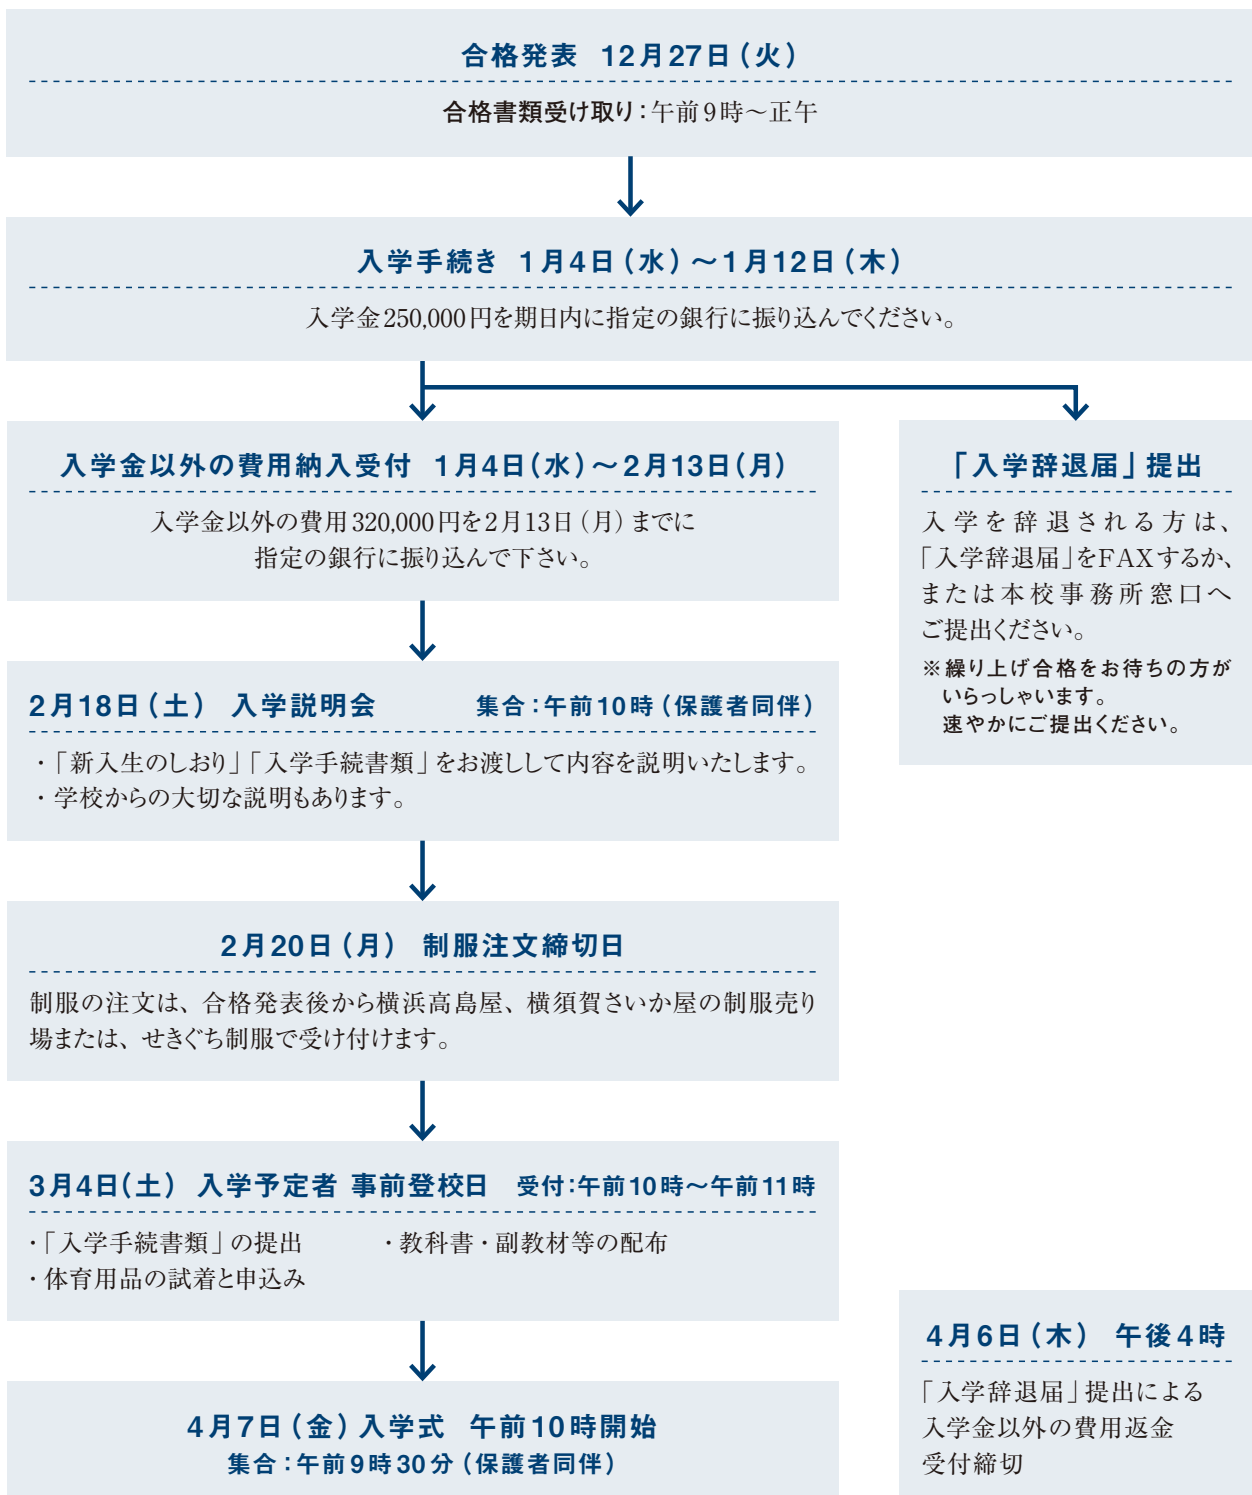 合格発表 12月27日（火）
合格書類受け取り：午前9時～正午
入学手続き 1月4日（水）～1月12日（木）
入学金250,000円を期日内に指定の銀行に振り込んでください。
入学金以外の費用納入受付 1月4日（水）～2月13日（月）
入学金以外の費用320,000円を2月13日（月）までに
指定の銀行に振り込んで下さい。
「入学辞退届」提出
入学を辞退される方は、
「入学辞退届」をFAXするか、
または本校事務所窓口へ
ご提出ください。
※繰り上げ合格をお待ちの方が
いらっしゃいます。
速やかにご提出ください。
2月18日（土） 入学説明会 集合：午前10時（保護者同伴）
・「新入生のしおり」「入学手続書類」をお渡しして内容を説明いたします。
・学校からの大切な説明もあります。
2月20日（月） 制服注文締切日
制服の注文は、合格発表後から横浜高島屋、横須賀さいか屋の制服売り
場または、せきぐち制服で受け付けます。
3月4日（土） 入学予定者 事前登校日 受付：午前10時～午前11時
・「入学手続書類」の提出 ・教科書・副教材等の配布
・体育用品の試着と申込み
4月7日（金）入学式 午前10時開始
集合：午前9時30分（保護者同伴）
4月6日（木） 午後4時
「入学辞退届」提出による
入学金以外の費用返金
受付締切